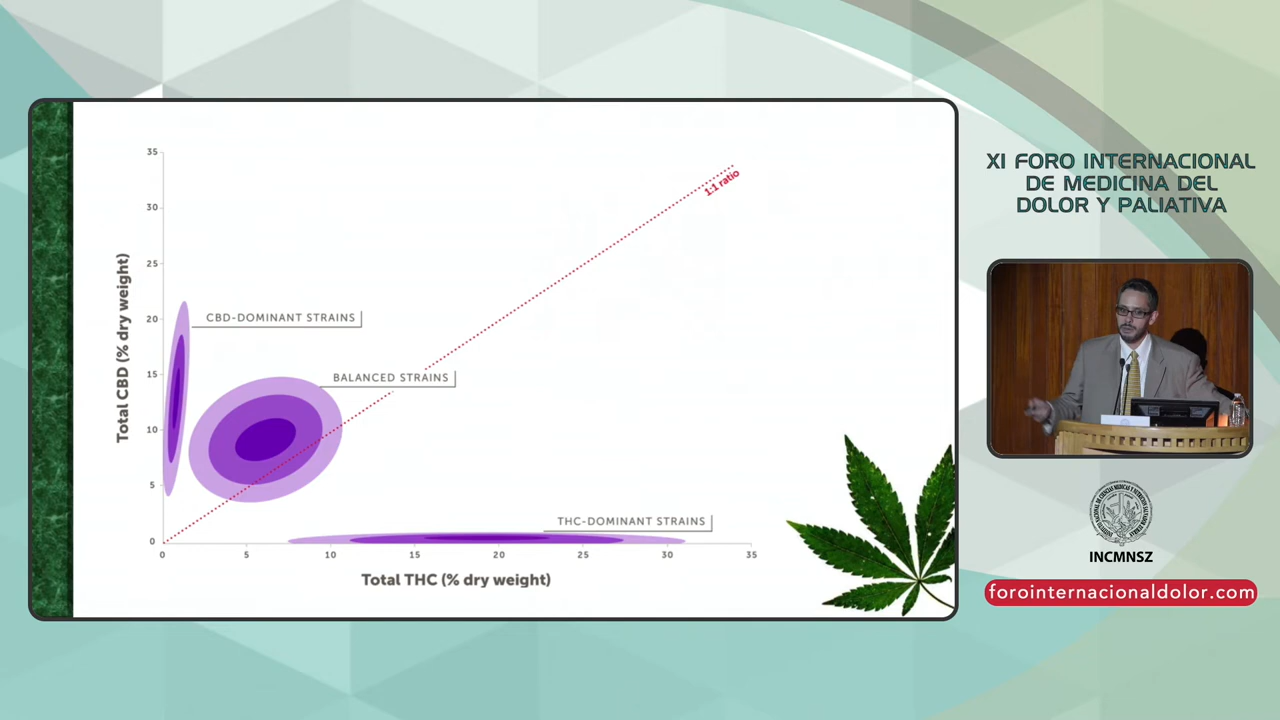 35
30
25
20
15
10
5
0
Total CBD (% dry weight)
1:1 ratio
CBD-DOMINANT STRAINS
BALANCED STRAINS
THC-DOMINANT STRAINS
0 5 10 15 20 25 30 35
Total THC (% dry weight)
XI FORO INTERNACIONAL
DE MEDICINA DEL
DOLOR Y PALIATIVA
INCMNSZ
forointernacionaldolor.com